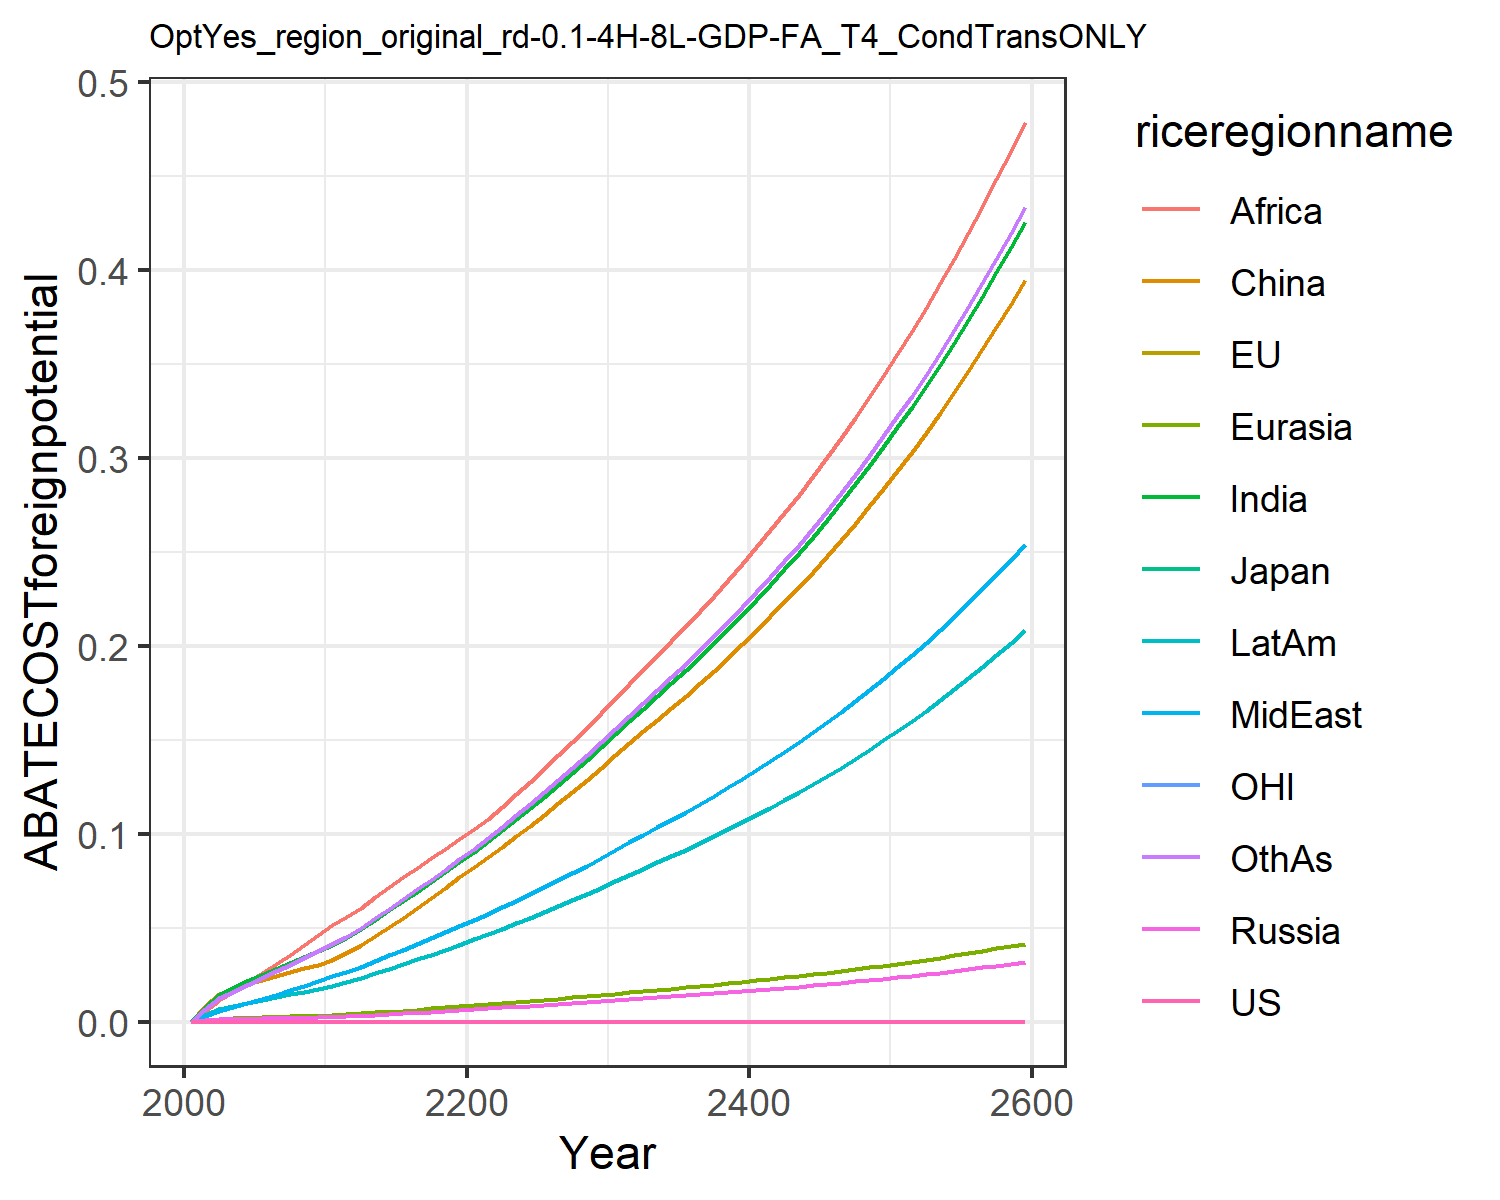 OptYes_region_original_rd-0.1-4H-8L-GDP-FA_T4_CondTransONLY
0.5
0.4
0.3
0.2
0.1
0.0
ABATECOSTforeignpotential
2000 2200 2400 2600
Year
riceregionname
Africa
China
EU
Eurasia
India
Japan
LatAm
MidEast
OHI
OthAs
Russia
US